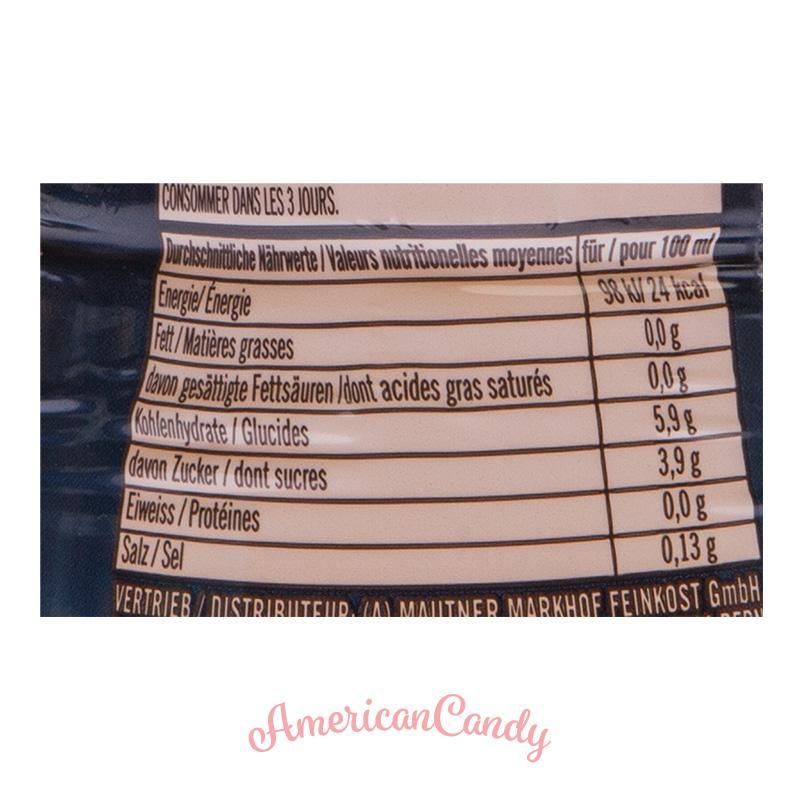 CONSOMMER DANS LES 3 JOURS.
Durchschnittliche Nährwerte / Valeurs nutritionelles moyennes für / pour 100 ml
Energie/ Énergie 98 kJ/ 24 kcal
Fett / Matières grasses 0,0 g
davon gesättigte Fettsäuren /dont acides gras saturés 0,0 g
Kohlenhydrate / Glucides 5,9 g
davon Zucker / dont sucres 3,9 g
Eiweiss / Protéines 0,0 g
Salz / Sel 0,13 g
VERTRIEB / DISTRIBUTEUR: (A) MAUTNER MARKHOF FEINKOST GmbH
AmericanCandy